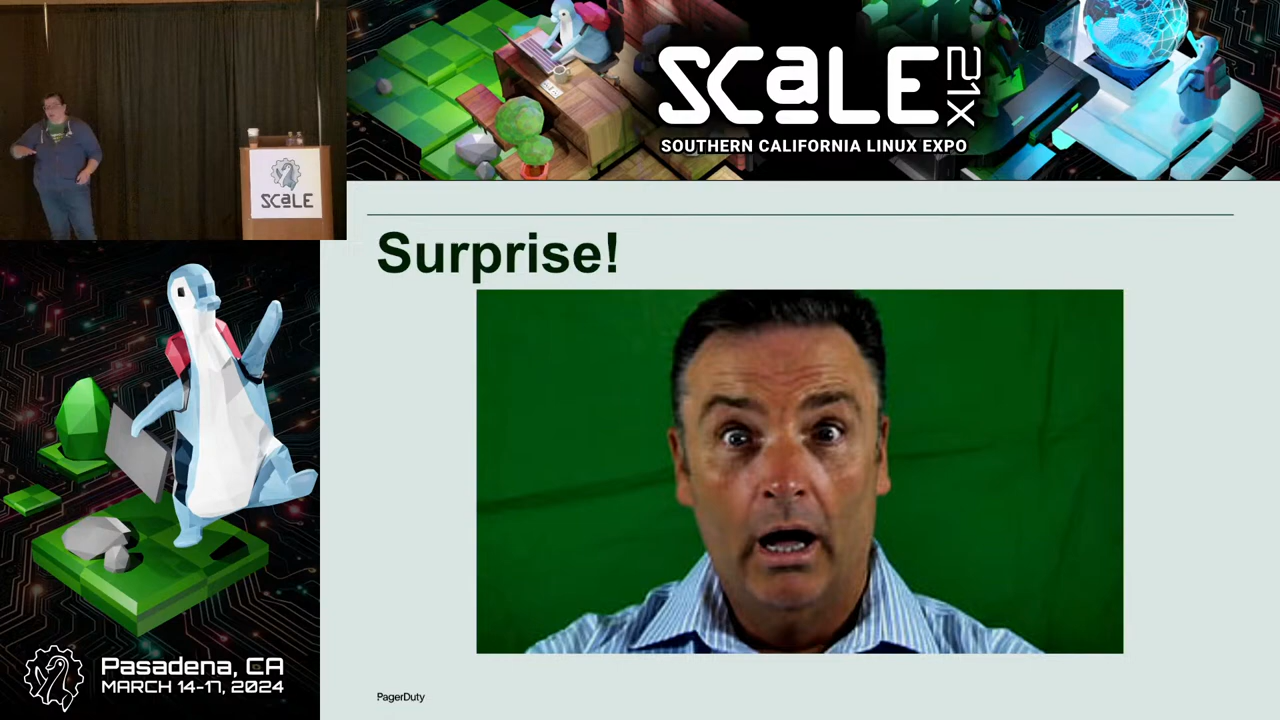 SCALE 21X
SOUTHERN CALIFORNIA LINUX EXPO
SCALE
Surprise!
Pasadena, CA
MARCH 14-17, 2024
PagerDuty